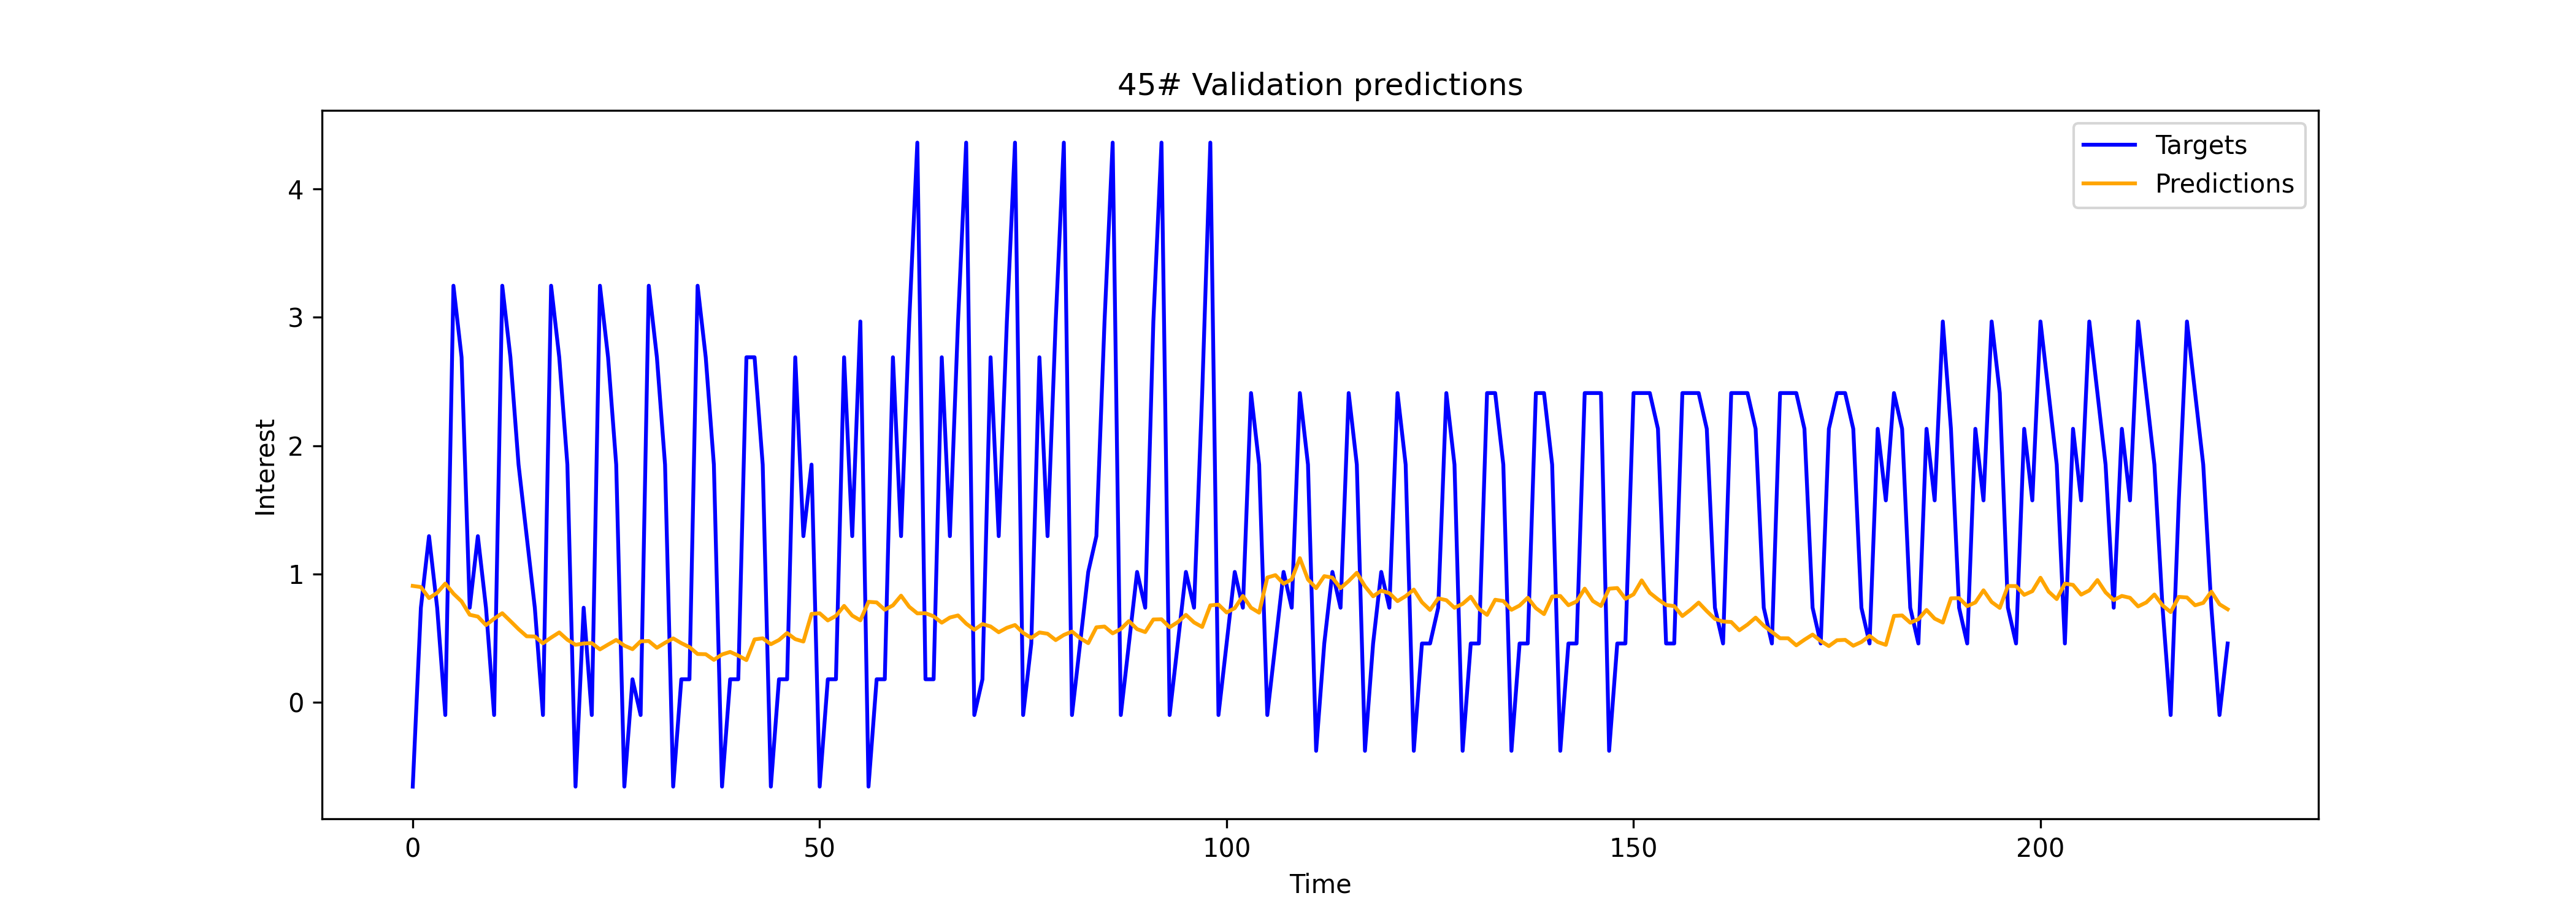 45# Validation predictions
Targets
Predictions
4
3
2
1
0
Interest
0 50 100 150 200
Time